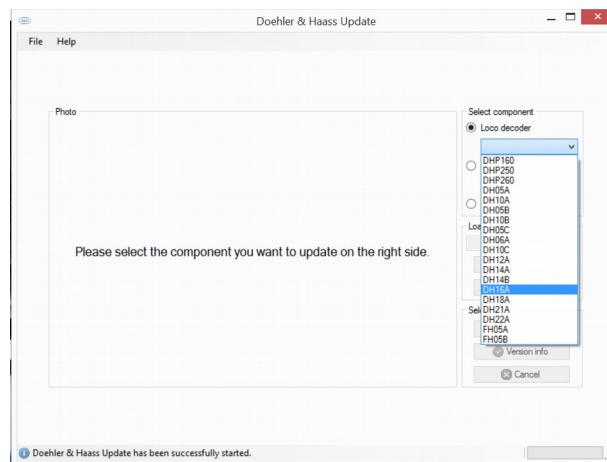 Doehler & Haass Update
File Help
Photo
Please select the component you want to update on the right side.
Select component
Loco decoder
DHP160
DHP250
DHP260
DH05A
DH10A
DH05B
DH10B
DH05C
DH06A
DH10C
DH12A
DH14A
DH14B
DH16A
DH18A
DH21A
DH22A
FH05A
FH05B
Loa
Sel
Version info
Cancel
Doehler & Haass Update has been successfully started.